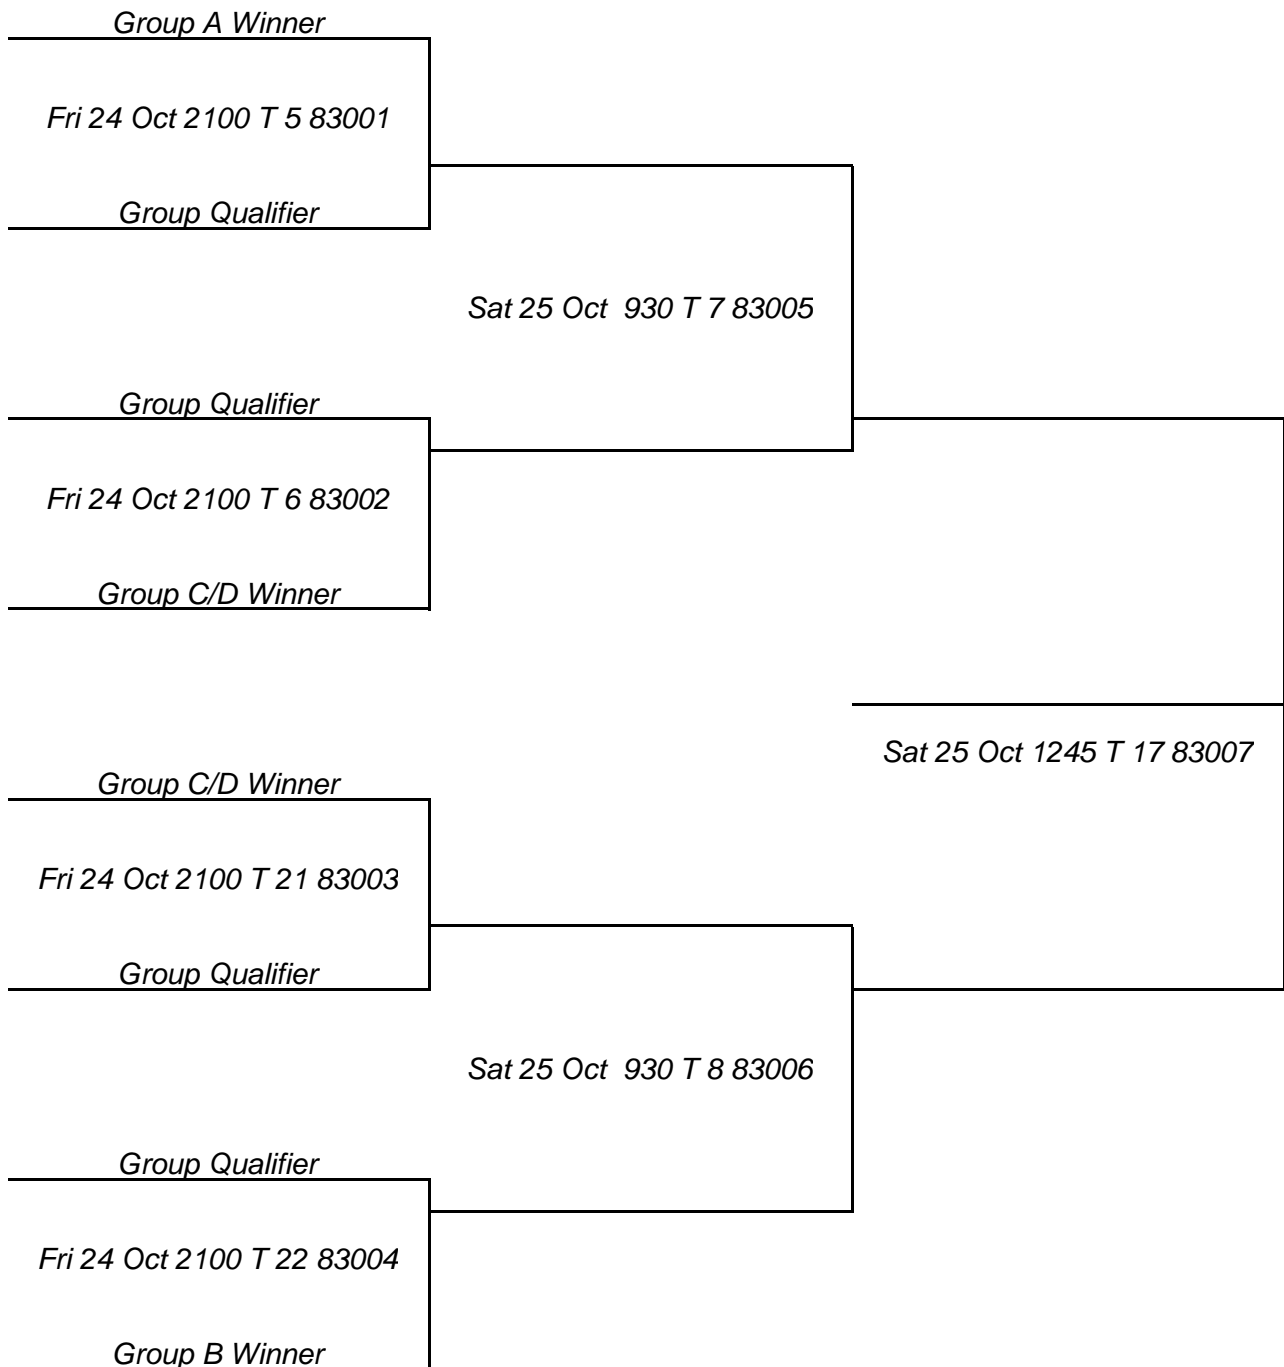 Group A Winner
Fri 24 Oct 2100 T 5 83001
Group Qualifier
Sat 25 Oct  930 T 7 83005
Group Qualifier
Fri 24 Oct 2100 T 6 83002
Group C/D Winner
Sat 25 Oct 1245 T 17 83007
Group C/D Winner
Fri 24 Oct 2100 T 21 83003
Group Qualifier
Sat 25 Oct  930 T 8 83006
Group Qualifier
Fri 24 Oct 2100 T 22 83004
Group B Winner